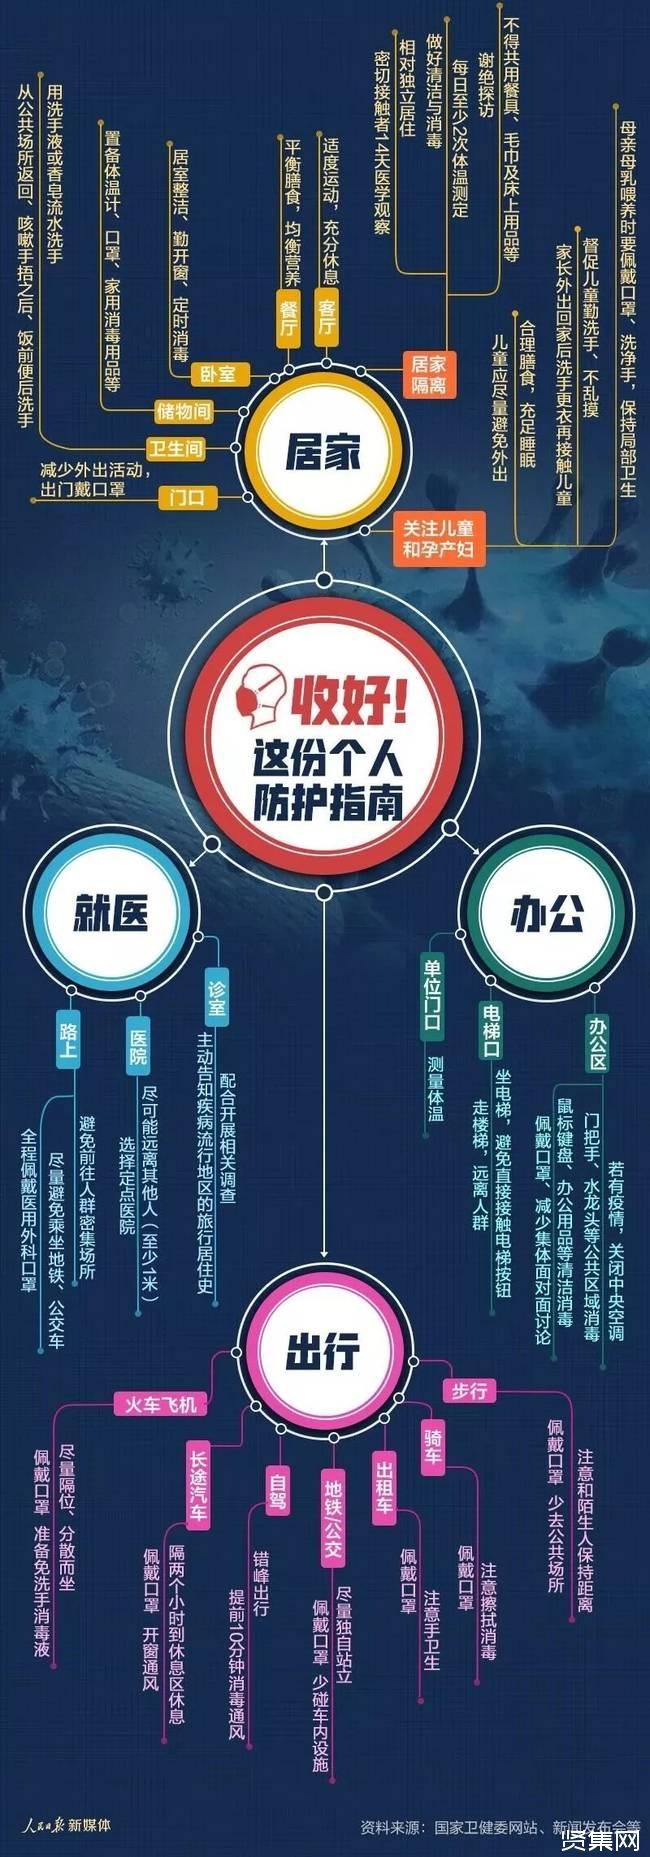 不得共用餐具、毛巾及床上用品等
谢绝探访
每日至少2次体温测定
做好清洁与消毒
相对独立居住
密切接触者14天医学观察
适度运动，充分休息
平衡膳食，均衡营养
居室整洁、勤开窗、定时消毒
置备体温计、口罩、家用消毒用品等
用洗手液或香皂流水洗手
从公共场所返回、咳嗽手捂之后、饭前便后洗手
母亲母乳喂养时要佩戴口罩、洗净手，保持局部卫生
督促儿童勤洗手、不乱摸
家长外出回家后洗手更衣再接触儿童
合理膳食，充足睡眠
儿童应尽量避免外出
客厅
餐厅
卧室
储物间
卫生间
减少外出活动，
出门戴口罩
门口
居家
隔离
居家
关注儿童
和孕产妇
收好！
这份个人
防护指南
就医
办公
诊室
医院
路上
配合开展相关调查
主动告知疾病流行地区的旅行居住史
尽可能远离其他人（至少1米）
选择定点医院
避免前往人群密集场所
尽量避免乘坐地铁、公交车
全程佩戴医用外科口罩
单位门口
电梯口
办公区
测量体温
坐电梯，避免直接接触电梯按钮
走楼梯，远离人群
若有疫情，关闭中央空调
门把手、水龙头等公共区域消毒
鼠标键盘、办公用品等清洁消毒
佩戴口罩、减少集体面对面讨论
出行
火车飞机
长途汽车
自驾
地铁/公交
出租车
骑车
步行
尽量隔位、分散而坐
佩戴口罩 准备免洗手消毒液
隔两个小时到休息区休息
佩戴口罩 开窗通风
错峰出行
提前10分钟消毒通风
尽量独自站立
佩戴口罩 少碰车内设施
注意手卫生
佩戴口罩
注意擦拭消毒
佩戴口罩
注意和陌生人保持距离
佩戴口罩 少去公共场所
人民日报 新媒体
资料来源：国家卫健委网站、新闻发布会等
贤集网